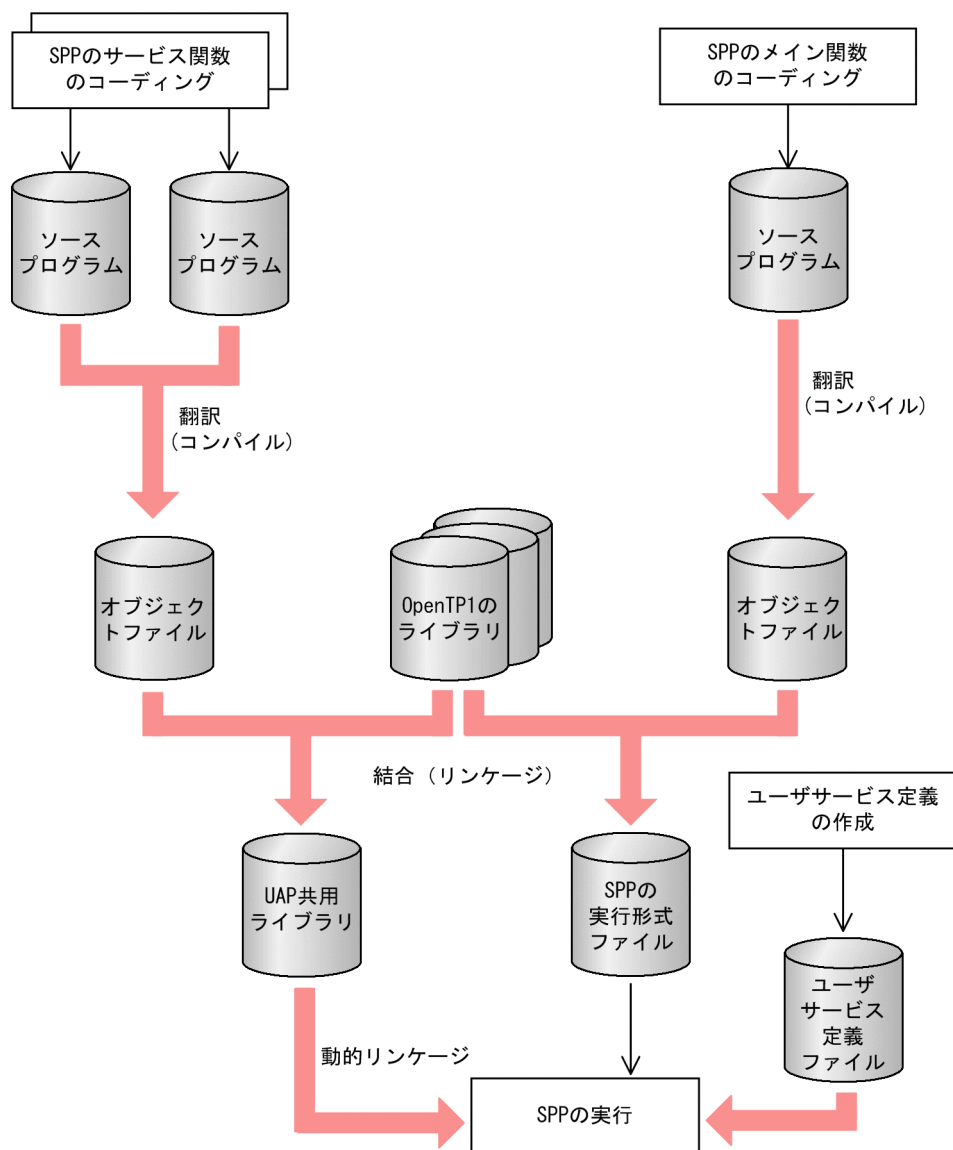 SPPのサービス関数
のコーディング
SPPのメイン関数
のコーディング
ソース
プログラム
ソース
プログラム
ソース
プログラム
翻訳
(コンパイル)
翻訳
(コンパイル)
オブジェク
トファイル
OpenTP1の
ライブラリ
オブジェク
トファイル
結合（リンケージ）
ユーザサービス定義
の作成
UAP共用
ライブラリ
SPPの
実行形式
ファイル
ユーザ
サービス
定義
ファイル
動的リンケージ
SPPの実行